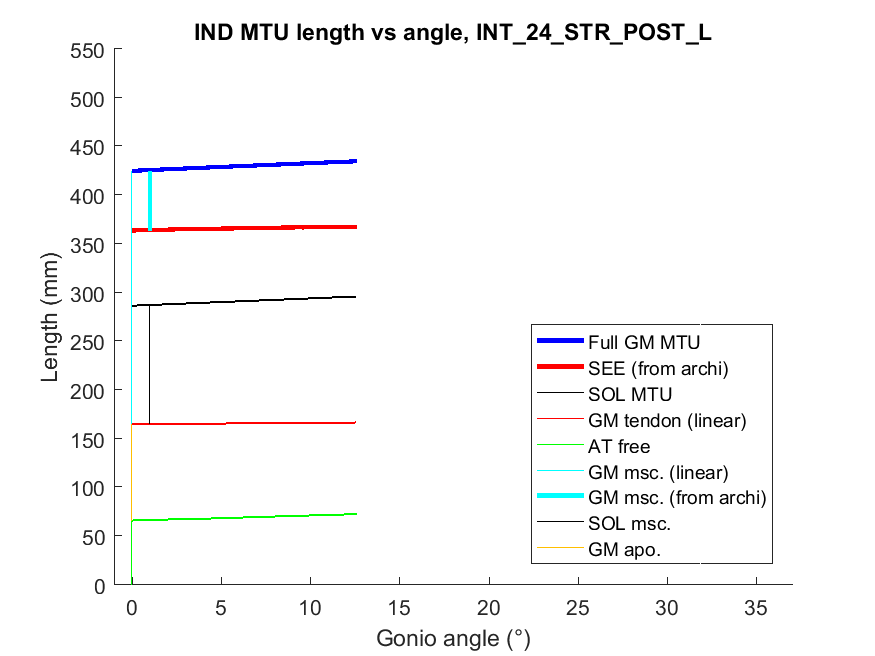 IND MTU length vs angle, INT_24_STR_POST_L
550
500
450
400
350
300
250
200
150
100
50
0
Length (mm)
0 5 10 15 20 25 30 35
Gonio angle (°)
Full GM MTU
SEE (from archi)
SOL MTU
GM tendon (linear)
AT free
GM msc. (linear)
GM msc. (from archi)
SOL msc.
GM apo.